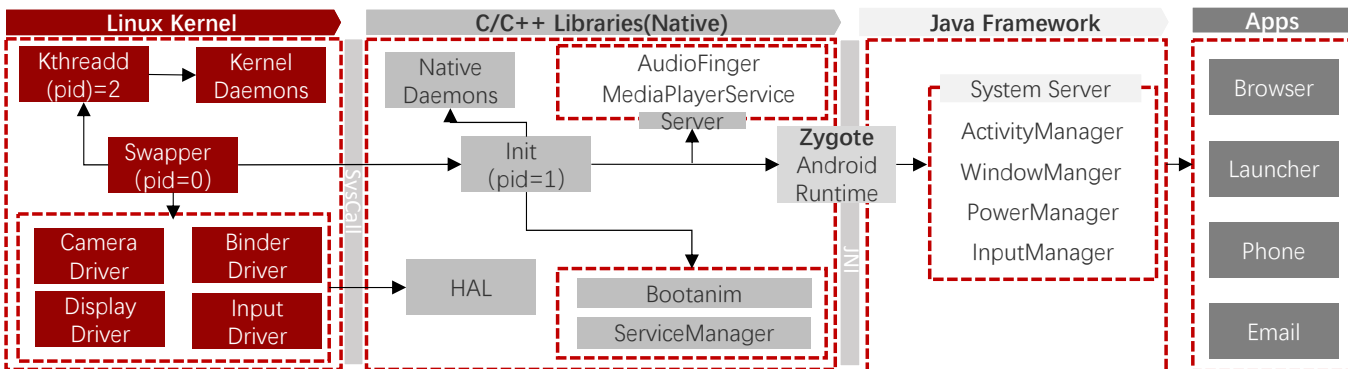 Linux Kernel
Kthreadd
(pid)=2
Kernel
Daemons
Swapper
(pid=0)
Camera
Driver
Binder
Driver
Display
Driver
Input
Driver
SysCall
C/C++ Libraries(Native)
Native
Daemons
AudioFinger
MediaPlayerService
Server
Init
(pid=1)
Zygote
Android
Runtime
HAL
Bootanim
ServiceManager
JNI
Java Framework
System Server
ActivityManager
WindowManger
PowerManager
InputManager
Apps
Browser
Launcher
Phone
Email